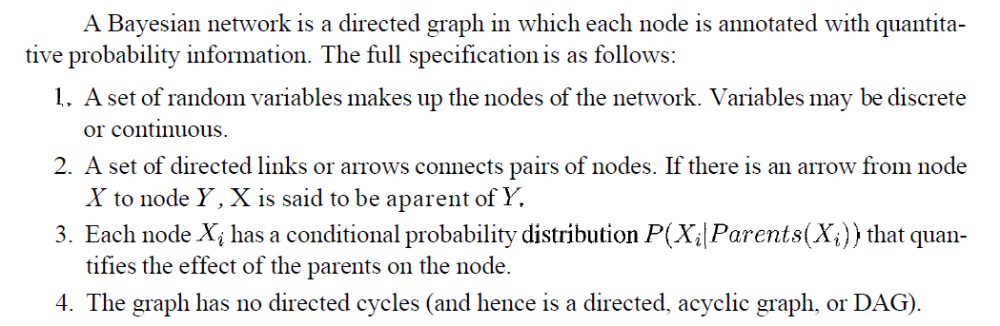 A Bayesian network is a directed graph in which each node is annotated with quantita-
tive probability information. The full specification is as follows:
1. A set of random variables makes up the nodes of the network. Variables may be discrete
or continuous.
2. A set of directed links or arrows connects pairs of nodes. If there is an arrow from node
X to node Y, X is said to be aparent of Y.
3. Each node Xᵢ has a conditional probability distribution P(Xᵢ|Parents(Xᵢ)) that quan-
tifies the effect of the parents on the node.
4. The graph has no directed cycles (and hence is a directed, acyclic graph, or DAG).